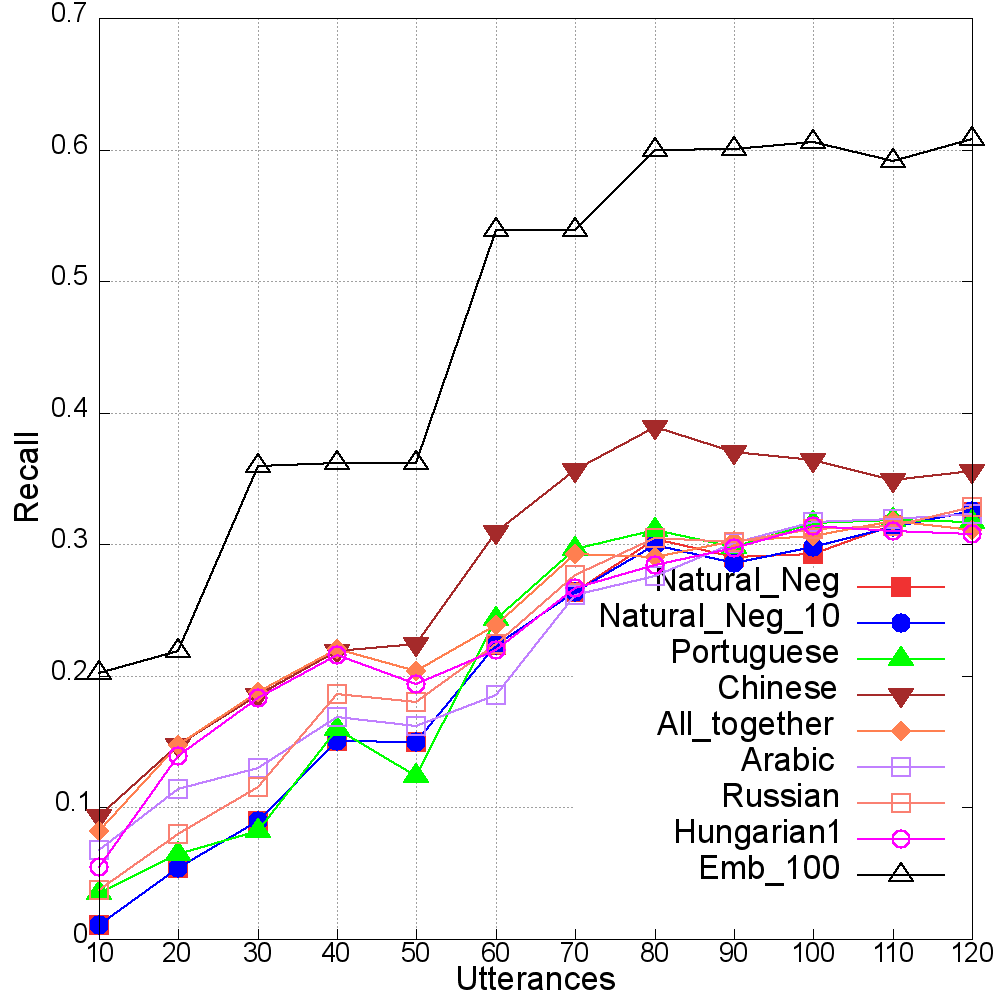 0.7
0.6
0.5
0.4
0.3
0.2
0.1
0
Recall
Natural_Neg
Natural_Neg_10
Portuguese
Chinese
All_together
Arabic
Russian
Hungarian1
Emb_100
10 20 30 40 50 60 70 80 90 100 110 120
Utterances